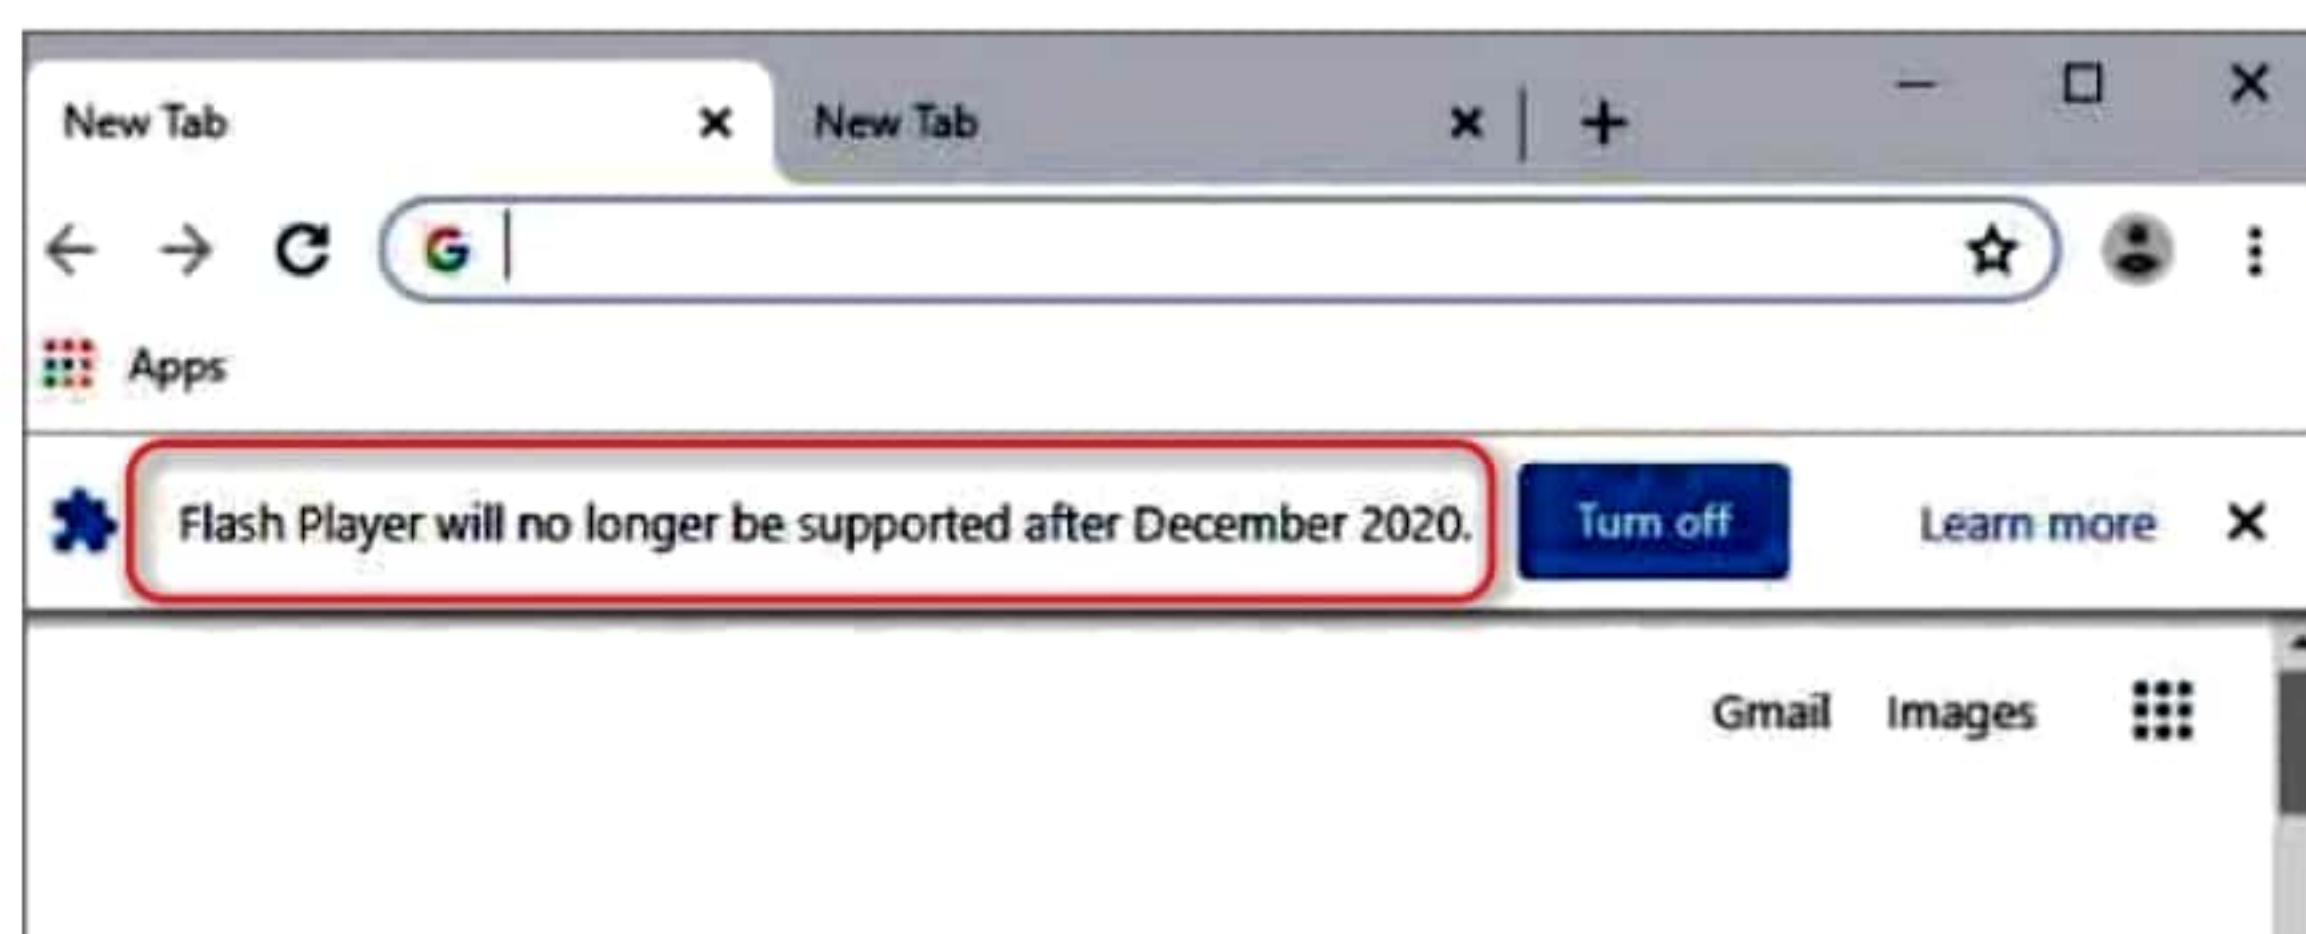 New Tab New Tab
Apps
Flash Player will no longer be supported after December 2020. Turn off Learn more
Gmail Images